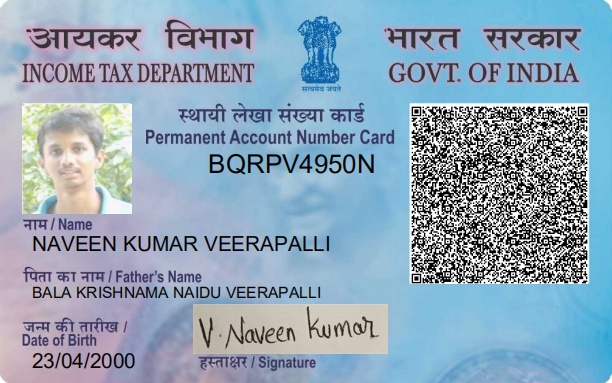 आयकर विभाग
INCOME TAX DEPARTMENT
सत्यमेव जयते
भारत सरकार
GOVT. OF INDIA
स्थायी लेखा संख्या कार्ड
Permanent Account Number Card
BQRPV4950N
नाम / Name
NAVEEN KUMAR VEERAPALLI
पिता का नाम / Father's Name
BALA KRISHNAMA NAIDU VEERAPALLI
जन्म की तारीख /
Date of Birth
23/04/2000
V. Naveen Kumar
हस्ताक्षर / Signature